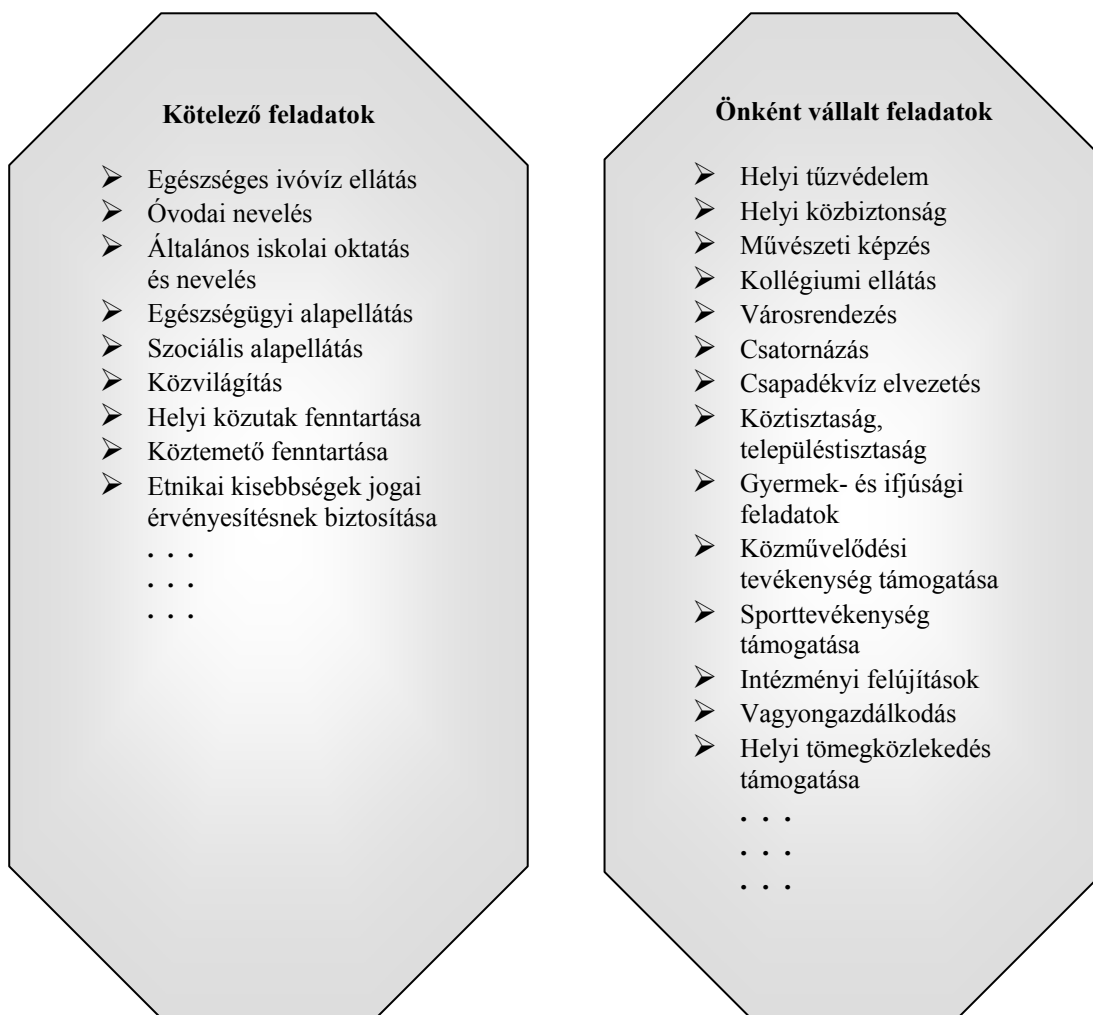 Kötelező feladatok
➢ Egészséges ivóvíz ellátás
➢ Óvodai nevelés
➢ Általános iskolai oktatás
és nevelés
➢ Egészségügyi alapellátás
➢ Szociális alapellátás
➢ Közvilágítás
➢ Helyi közutak fenntartása
➢ Köztemető fenntartása
➢ Etnikai kisebbségek jogai
érvényesítésnek biztosítása
. . .
. . .
. . .
Önként vállalt feladatok
➢ Helyi tűzvédelem
➢ Helyi közbiztonság
➢ Művészeti képzés
➢ Kollégiumi ellátás
➢ Városrendezés
➢ Csatornázás
➢ Csapadékvíz elvezetés
➢ Köztisztaság,
településtisztaság
➢ Gyermek- és ifjúsági
feladatok
➢ Közművelődési
tevékenység támogatása
➢ Sporttevékenység
támogatása
➢ Intézményi felújítások
➢ Vagyongazdálkodás
➢ Helyi tömegközlekedés
támogatása
. . .
. . .
. . .